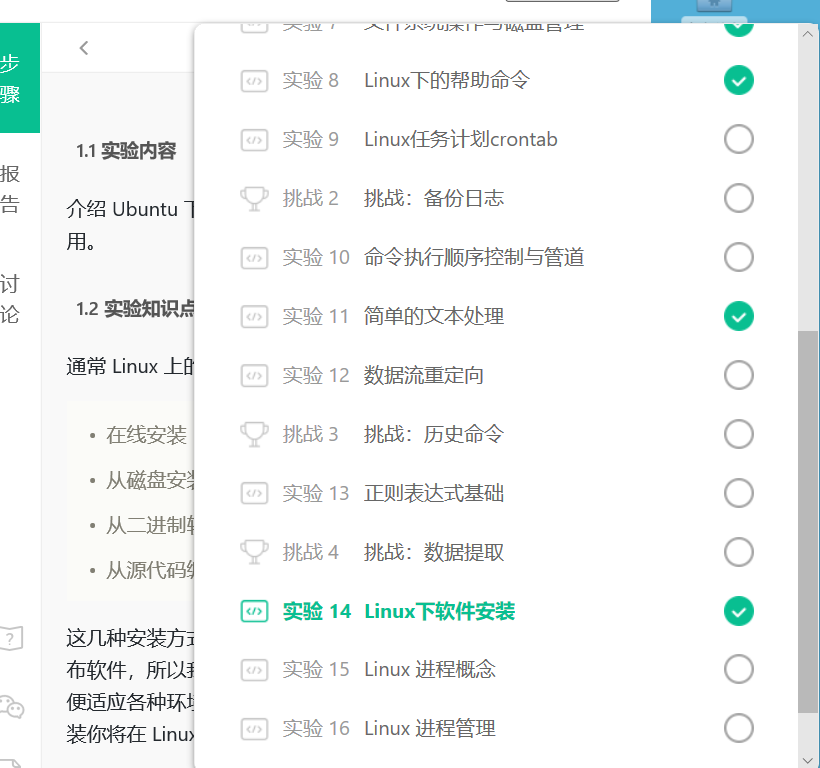 步
骤
报
告
讨
论
1.1 实验内容
介绍 Ubuntu 下
用。
1.2 实验知识点
通常 Linux 上的
• 在线安装
• 从磁盘安装
• 从二进制软
• 从源代码编
这几种安装方式
布软件，所以我
便适应各种环境
装你将在 Linux
实验 7 文件系统操作与磁盘管理
实验 8 Linux下的帮助命令
实验 9 Linux任务计划crontab
挑战 2 挑战：备份日志
实验 10 命令执行顺序控制与管道
实验 11 简单的文本处理
实验 12 数据流重定向
挑战 3 挑战：历史命令
实验 13 正则表达式基础
挑战 4 挑战：数据提取
实验 14 Linux下软件安装
实验 15 Linux 进程概念
实验 16 Linux 进程管理